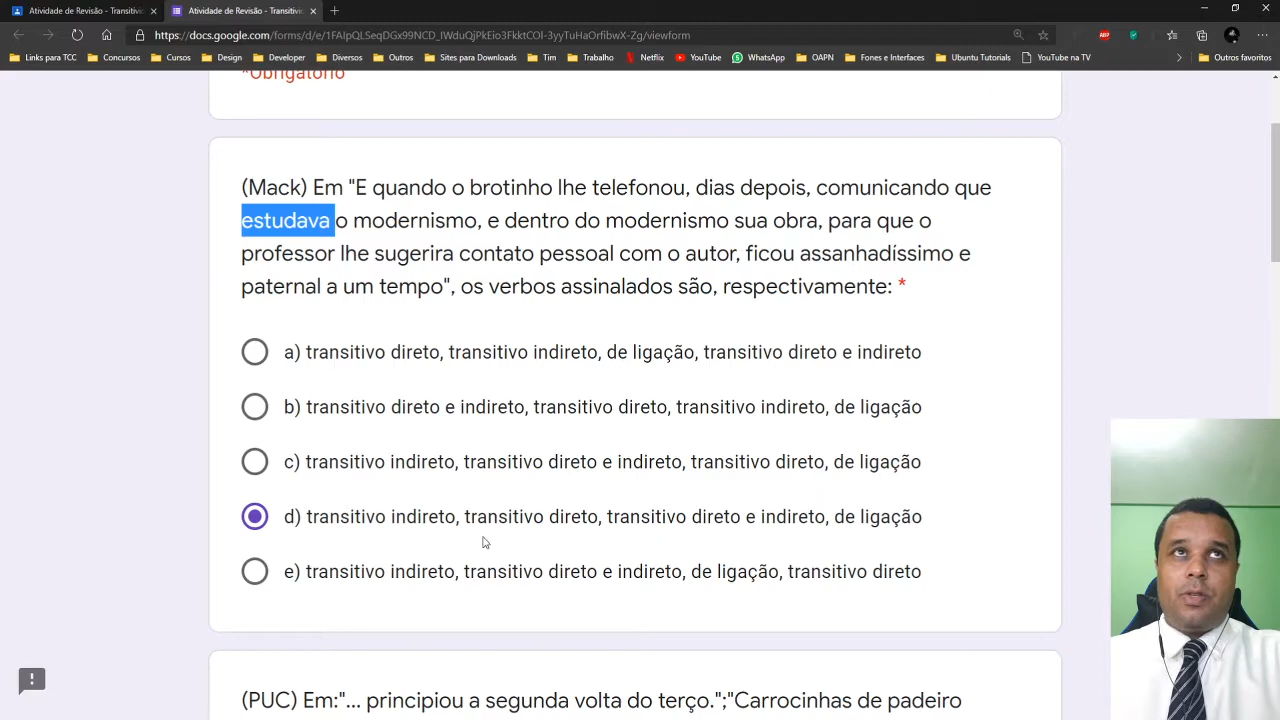 Atividade de Revisão - Transitivid
Atividade de Revisão - Transitivic
https://docs.google.com/forms/d/e/1FAIpQLSeqDGx99NCD_IWduQjPkEio3FkktCOl-3yyTuHaOrfibwX-Zg/viewform
Links para TCC
Concursos
Cursos
Design
Developer
Diversos
Outros
Sites para Downloads
Tim
Trabalho
Netflix
YouTube
WhatsApp
OAPN
Fones e Interfaces
Ubuntu Tutorials
YouTube na TV
Outros favoritos
*Obrigatório
(Mack) Em "E quando o brotinho lhe telefonou, dias depois, comunicando que
estudava o modernismo, e dentro do modernismo sua obra, para que o
professor lhe sugerira contato pessoal com o autor, ficou assanhadíssimo e
paternal a um tempo", os verbos assinalados são, respectivamente: *
a) transitivo direto, transitivo indireto, de ligação, transitivo direto e indireto
b) transitivo direto e indireto, transitivo direto, transitivo indireto, de ligação
c) transitivo indireto, transitivo direto e indireto, transitivo direto, de ligação
d) transitivo indireto, transitivo direto, transitivo direto e indireto, de ligação
e) transitivo indireto, transitivo direto e indireto, de ligação, transitivo direto
(PUC) Em:"... principiou a segunda volta do terço.";"Carrocinhas de padeiro